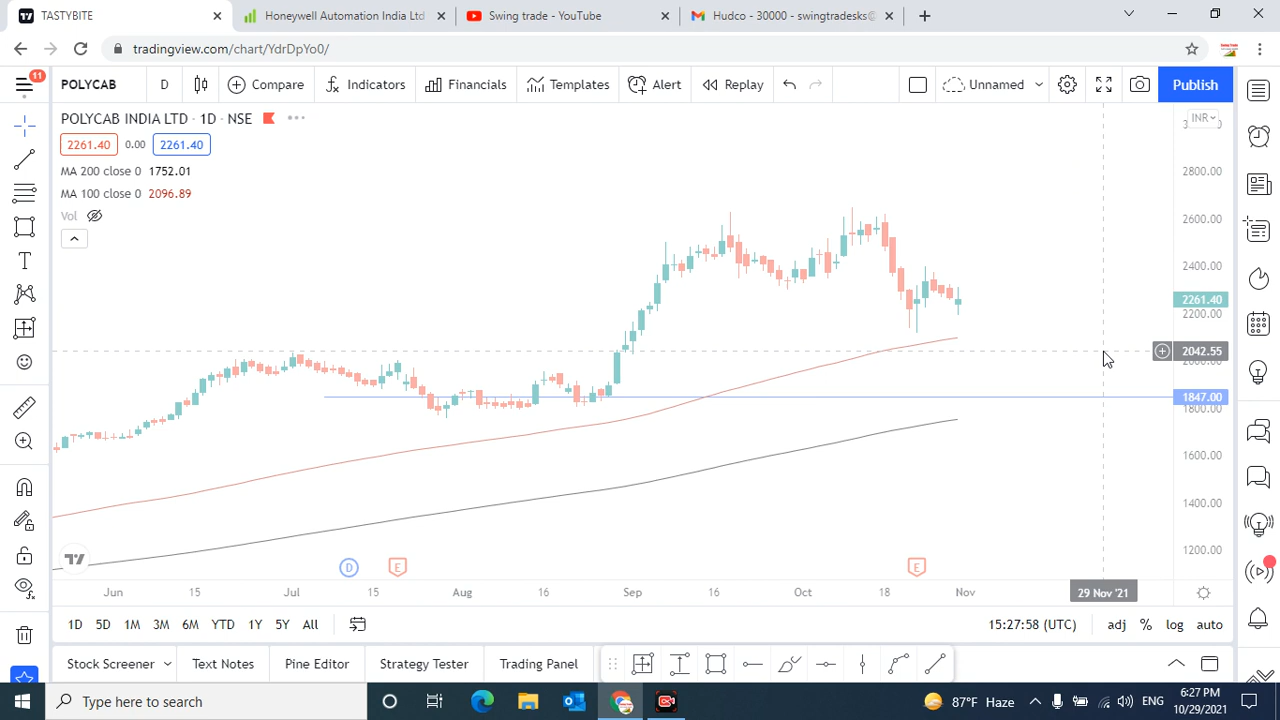 TASTYBITE
Honeywell Automation India Ltd
Swing trade - YouTube
Hudco - 30000 - swingtradesks@
tradingview.com/chart/YdrDpYo0/
11
POLYCAB
D
Compare
Indicators
Financials
Templates
Alert
Replay
Unnamed
Publish
POLYCAB INDIA LTD · 1D · NSE
INR
2261.40
0.00
2261.40
MA 200 close 0 1752.01
MA 100 close 0 2096.89
Vol
2800.00
2600.00
2400.00
2261.40
2200.00
2042.55
1847.00
1800.00
1600.00
1400.00
1200.00
D
E
E
Jun
15
Jul
15
Aug
16
Sep
16
Oct
18
Nov
29 Nov '21
1D
5D
1M
3M
6M
YTD
1Y
5Y
All
15:27:58 (UTC)
adj
%
log
auto
Stock Screener
Text Notes
Pine Editor
Strategy Tester
Trading Panel
Type here to search
87°F Haze
ENG
6:27 PM
10/29/2021